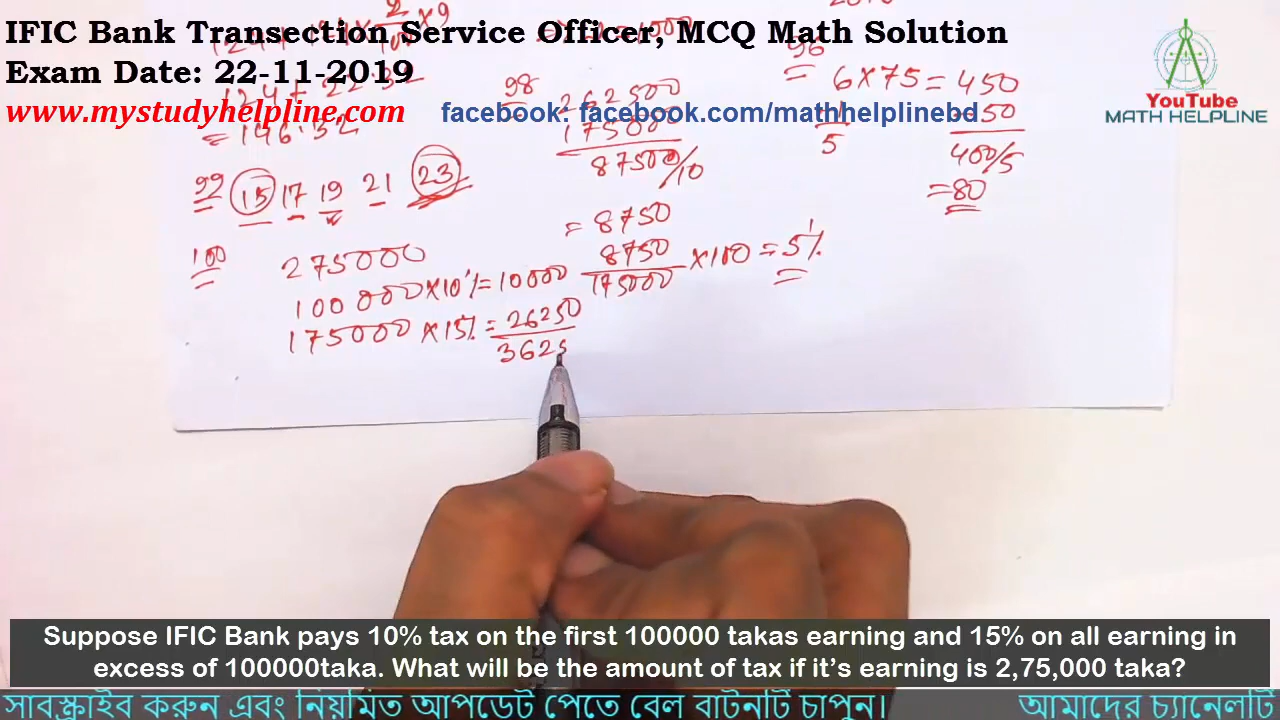 IFIC Bank Transection Service Officer, MCQ Math Solution
Exam Date: 22-11-2019
www.mystudyhelpline.com facebook: facebook.com/mathhelplinebd
YouTube
MATH HELPLINE
= 146.32
98
262500
175000
87500/10
= 8750
8750/175000 × 100 = 5%
96
6×75 = 450
5
50
400/5
= 80
99 15 17 19 21 23
100
275000
100000×10% = 10000
175000×15% = 26250
3625
Suppose IFIC Bank pays 10% tax on the first 100000 takas earning and 15% on all earning in
excess of 100000taka. What will be the amount of tax if it's earning is 2,75,000 taka?
সাবস্ক্রাইব করুন এবং নিয়মিত আপডেট পেতে বেল বাটনটি চাপুন। আমাদের চ্যানেলটি